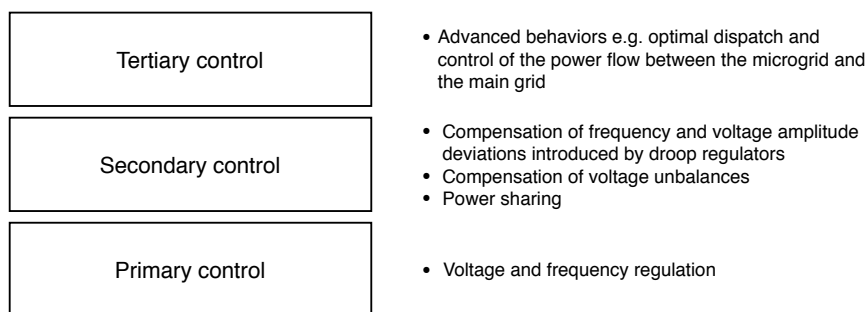 Tertiary control
• Advanced behaviors e.g. optimal dispatch and
control of the power flow between the microgrid and
the main grid
Secondary control
• Compensation of frequency and voltage amplitude
deviations introduced by droop regulators
• Compensation of voltage unbalances
• Power sharing
Primary control
• Voltage and frequency regulation